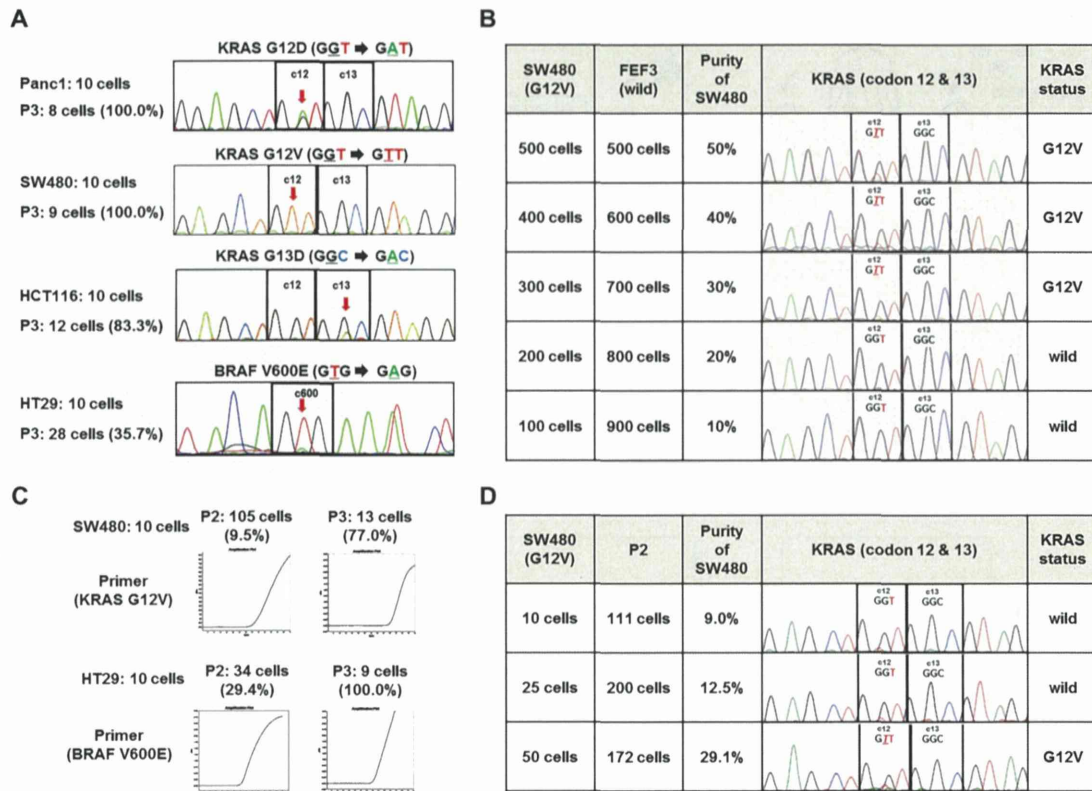 A
KRAS G12D (GGT ➡ GAT)
Panc1: 10 cells
P3: 8 cells (100.0%)
c12
c13
KRAS G12V (GGT ➡ GTT)
SW480: 10 cells
P3: 9 cells (100.0%)
c12
c13
KRAS G13D (GGC ➡ GAC)
HCT116: 10 cells
P3: 12 cells (83.3%)
c12
c13
BRAF V600E (GTG ➡ GAG)
HT29: 10 cells
P3: 28 cells (35.7%)
c600
B
SW480 (G12V)
FEF3 (wild)
Purity of SW480
KRAS (codon 12 & 13)
KRAS status
500 cells
500 cells
50%
c12
GTT
c13
GGC
G12V
400 cells
600 cells
40%
c12
GTT
c13
GGC
G12V
300 cells
700 cells
30%
c12
GTT
c13
GGC
G12V
200 cells
800 cells
20%
c12
GGT
c13
GGC
wild
100 cells
900 cells
10%
c12
GGT
c13
GGC
wild
C
SW480: 10 cells
P2: 105 cells
(9.5%)
P3: 13 cells
(77.0%)
Amplification Plot
Amplification Plot
Primer
(KRAS G12V)
HT29: 10 cells
P2: 34 cells
(29.4%)
P3: 9 cells
(100.0%)
Amplification Plot
Amplification Plot
Primer
(BRAF V600E)
D
SW480 (G12V)
P2
Purity of SW480
KRAS (codon 12 & 13)
KRAS status
10 cells
111 cells
9.0%
c12
GGT
c13
GGC
wild
25 cells
200 cells
12.5%
c12
GGT
c13
GGC
wild
50 cells
172 cells
29.1%
c12
GTT
c13
GGC
G12V